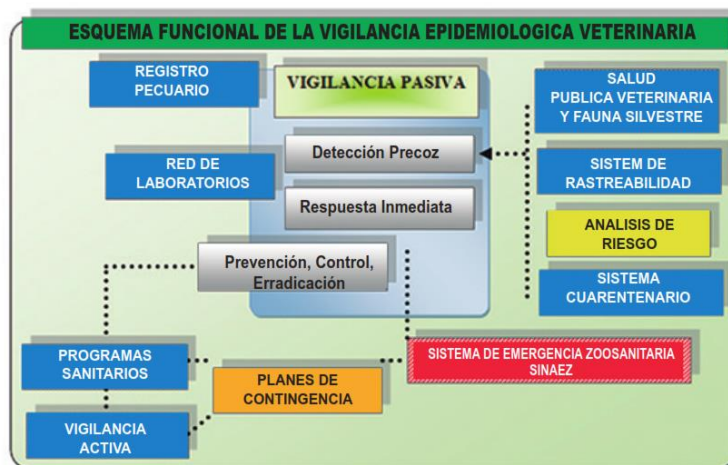 ESQUEMA FUNCIONAL DE LA VIGILANCIA EPIDEMIOLOGICA VETERINARIA
REGISTRO
PECUARIO
VIGILANCIA PASIVA
SALUD
PUBLICA VETERINARIA
Y FAUNA SILVESTRE
Detección Precoz
RED DE
LABORATORIOS
SISTEM DE
RASTREABILIDAD
Respuesta Inmediata
ANALISIS DE
RIESGO
Prevención, Control,
Erradicación
SISTEMA
CUARENTENARIO
PROGRAMAS
SANITARIOS
SISTEMA DE EMERGENCIA ZOOSANITARIA
SINAEZ
PLANES DE
CONTINGENCIA
VIGILANCIA
ACTIVA